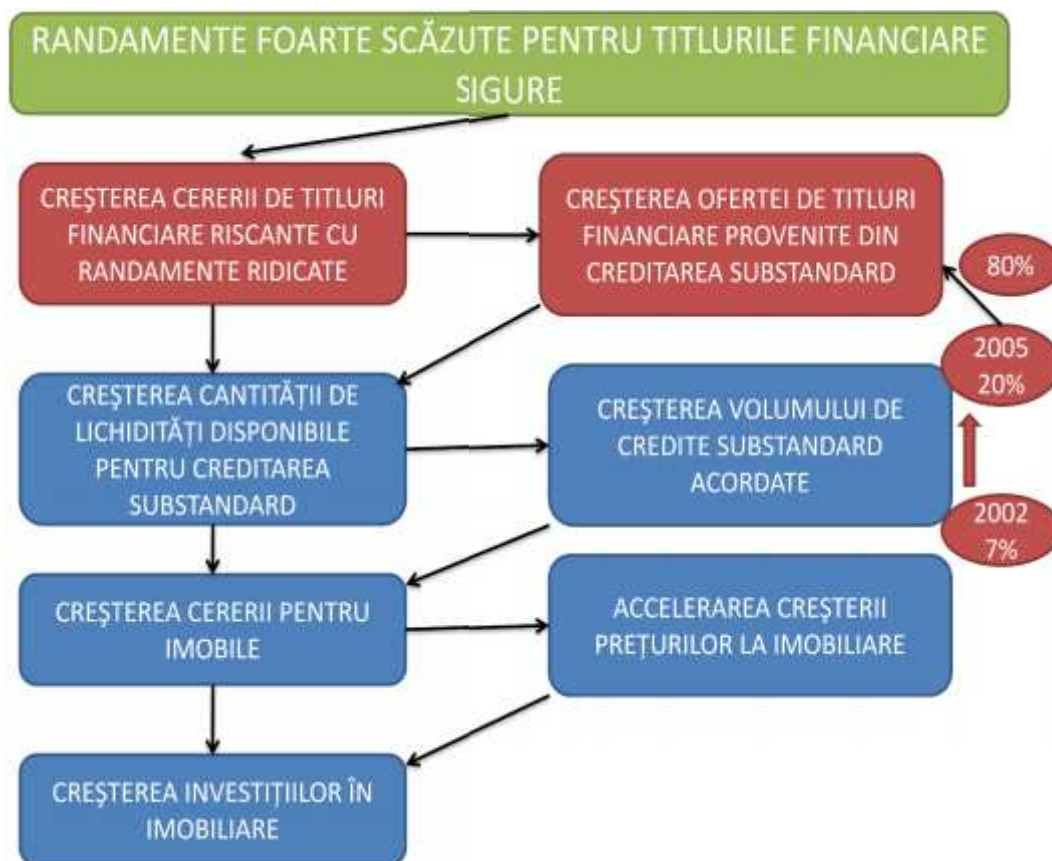 RANDAMENTE FOARTE SCĂZUTE PENTRU TITLURILE FINANCIARE
SIGURE
CREŞTEREA CERERII DE TITLURI
FINANCIARE RISCANTE CU
RANDAMENTE RIDICATE
CREŞTEREA OFERTEI DE TITLURI
FINANCIARE PROVENITE DIN
CREDITAREA SUBSTANDARD
80%
2005
20%
CREŞTEREA CANTITĂŢII DE
LICHIDITĂŢI DISPONIBILE
PENTRU CREDITAREA
SUBSTANDARD
CREŞTEREA VOLUMULUI DE
CREDITE SUBSTANDARD
ACORDATE
2002
7%
CREŞTEREA CERERII PENTRU
IMOBILE
ACCELERAREA CREŞTERII
PREŢURILOR LA IMOBILIARE
CREŞTEREA INVESTIŢIILOR ÎN
IMOBILIARE